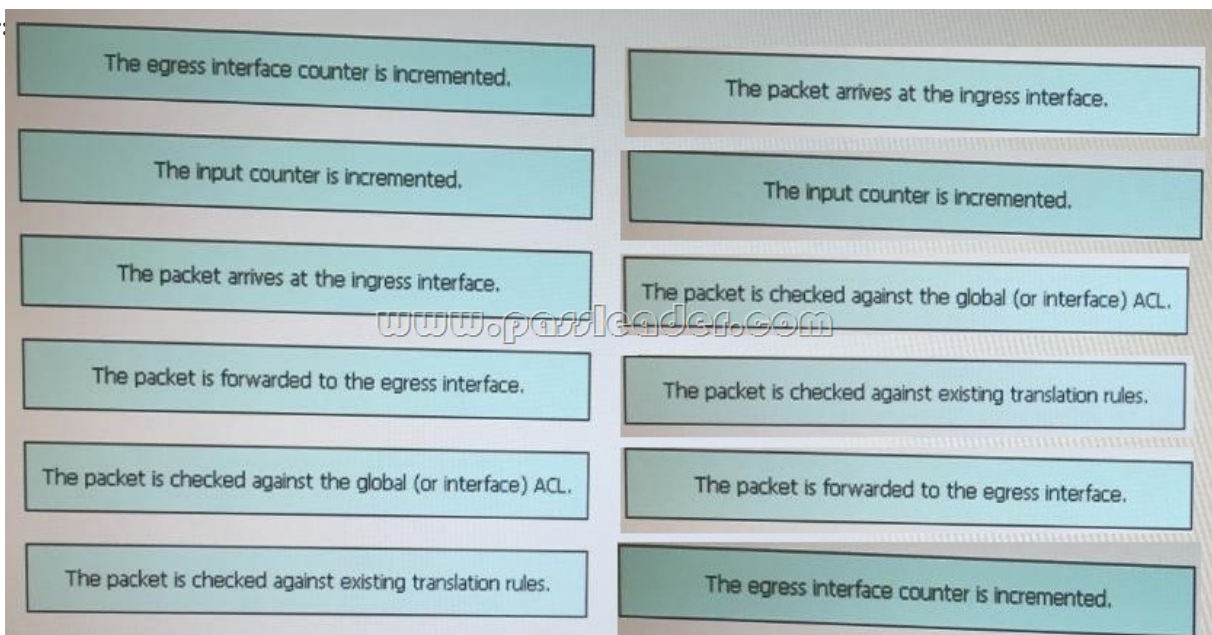 The egress interface counter is incremented.
The input counter is incremented.
The packet arrives at the ingress interface.
The packet is forwarded to the egress interface.
The packet is checked against the global (or interface) ACL.
The packet is checked against existing translation rules.
The packet arrives at the ingress interface.
The input counter is incremented.
The packet is checked against the global (or interface) ACL.
The packet is checked against existing translation rules.
The packet is forwarded to the egress interface.
The egress interface counter is incremented.
www.passleader.com